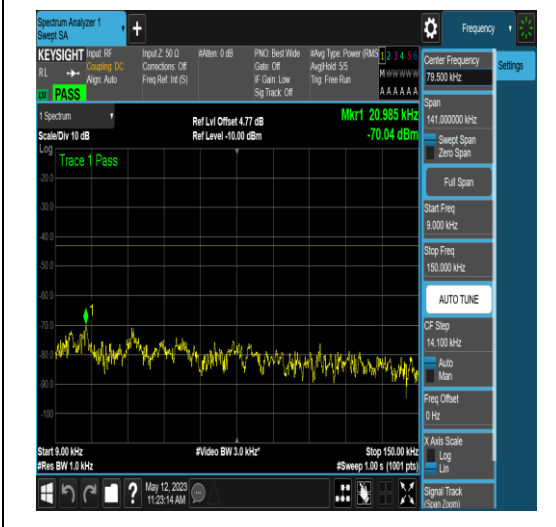 Spectrum Analyzer 1
Swept SA
+
Frequency
KEYSIGHT
RL
PASS
Input: RF
Coupling: DC
Align: Auto
Input Z: 50 Ω
Corrections: Off
Freq Ref: Int (S)
#Atten: 0 dB
PNO: Best Wide
Gate: Off
IF Gain: Low
Sig Track: Off
#Avg Type: Power (RMS
Avg|Hold: 5/5
Trig: Free Run
1 2 3 4 5 6
M W W W W W
A A A A A A
1 Spectrum
Scale/Div 10 dB
Ref Lvl Offset 4.77 dB
Ref Level -10.00 dBm
Mkr1 20.985 kHz
-70.04 dBm
Log
Trace 1 Pass
-20.0
-30.0
-40.0
-50.0
-60.0
-70.0
-80.0
-90.0
-100
1
Start 9.00 kHz
#Res BW 1.0 kHz
#Video BW 3.0 kHz*
Stop 150.00 kHz
#Sweep 1.00 s (1001 pts)
?
May 12, 2023
11:23:14 AM
Center Frequency
79.500 kHz
Settings
Span
141.000000 kHz
Swept Span
Zero Span
Full Span
Start Freq
9.000 kHz
Stop Freq
150.000 kHz
AUTO TUNE
CF Step
14.100 kHz
Auto
Man
Freq Offset
0 Hz
X Axis Scale
Log
Lin
Signal Track
(Span Zoom)